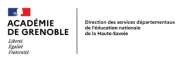 ACADÉMIE
DE GRENOBLE
Liberté
Égalité
Fraternité
Direction des services départementaux
de l'éducation nationale
de la Haute-Savoie